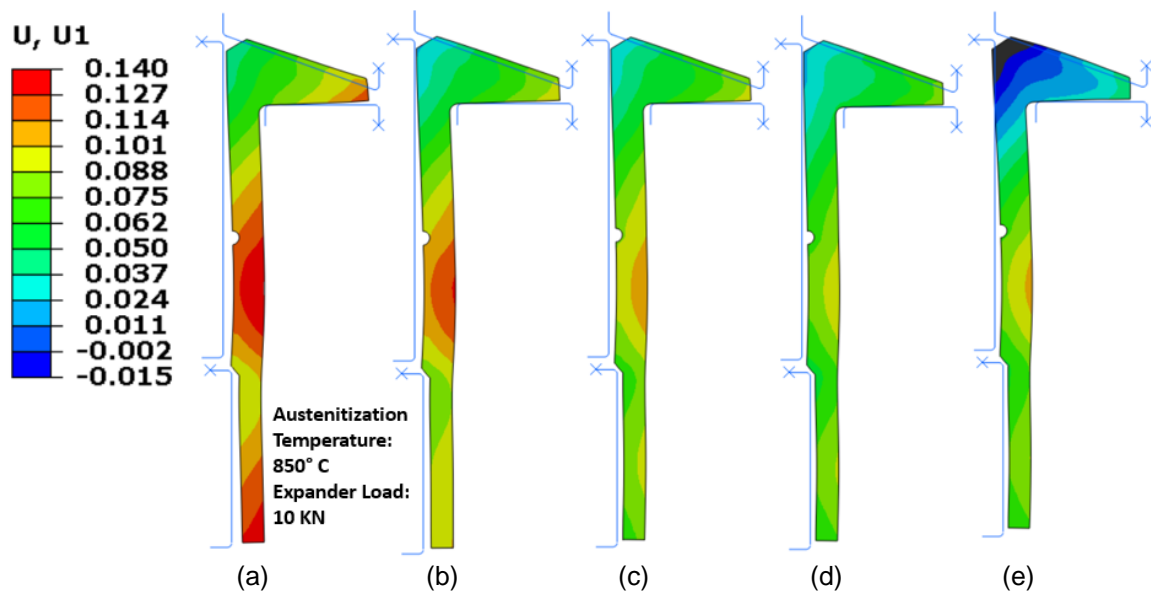 U, U1
0.140
0.127
0.114
0.101
0.088
0.075
0.062
0.050
0.037
0.024
0.011
-0.002
-0.015
Austenitization
Temperature:
850° C
Expander Load:
10 KN
(a)
(b)
(c)
(d)
(e)